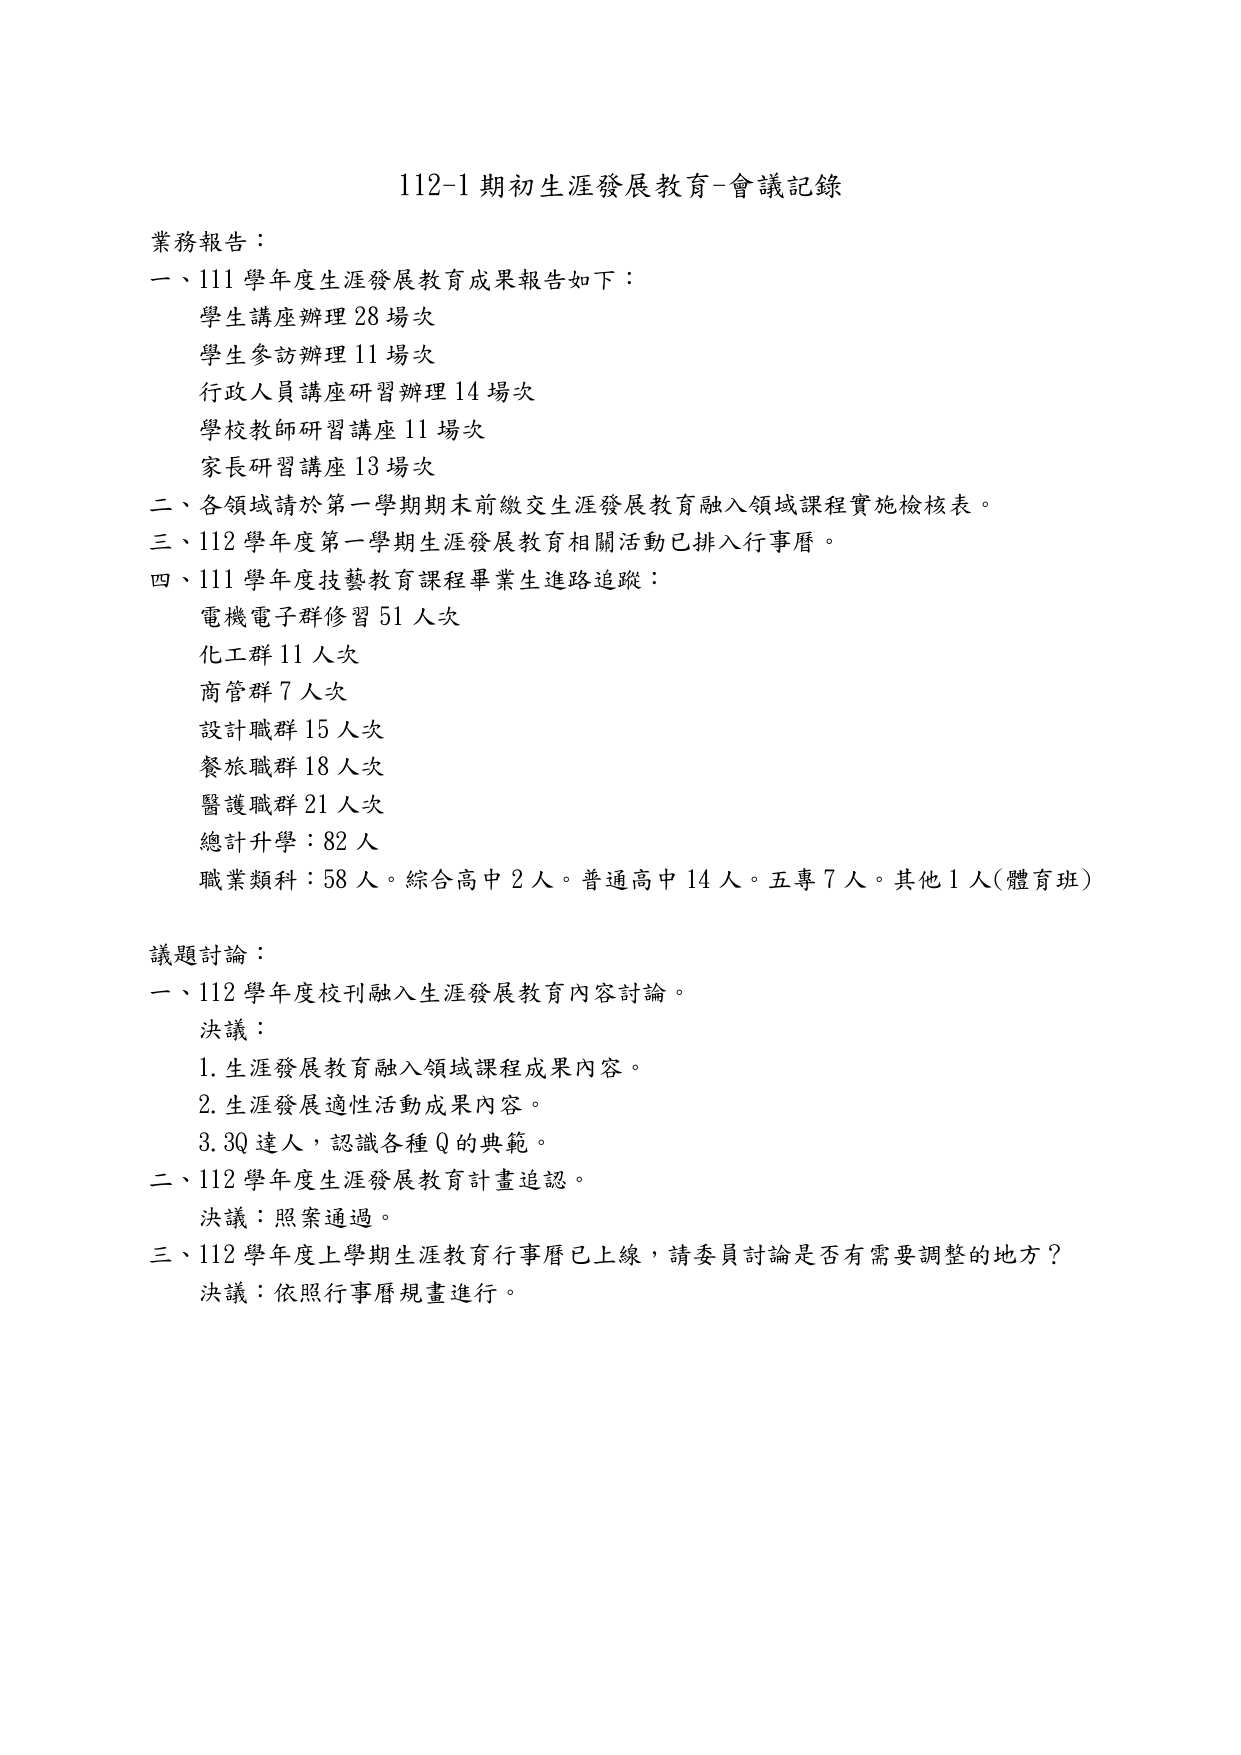 112-1 期初生涯發展教育-會議記錄
業務報告：
一、111 學年度生涯發展教育成果報告如下：
學生講座辦理 28 場次
學生參訪辦理 11 場次
行政人員講座研習辦理 14 場次
學校教師研習講座 11 場次
家長研習講座 13 場次
二、各領域請於第一學期期末前繳交生涯發展教育融入領域課程實施檢核表。
三、112 學年度第一學期生涯發展教育相關活動已排入行事曆。
四、111 學年度技藝教育課程畢業生進路追蹤：
電機電子群修習 51 人次
化工群 11 人次
商管群 7 人次
設計職群 15 人次
餐旅職群 18 人次
醫護職群 21 人次
總計升學：82 人
職業類科：58 人。綜合高中 2 人。普通高中 14 人。五專 7 人。其他 1 人(體育班)
議題討論：
一、112 學年度校刊融入生涯發展教育內容討論。
決議：
1. 生涯發展教育融入領域課程成果內容。
2. 生涯發展適性活動成果內容。
3. 3Q 達人，認識各種 Q 的典範。
二、112 學年度生涯發展教育計畫追認。
決議：照案通過。
三、112 學年度上學期生涯教育行事曆已上線，請委員討論是否有需要調整的地方？
決議：依照行事曆規畫進行。